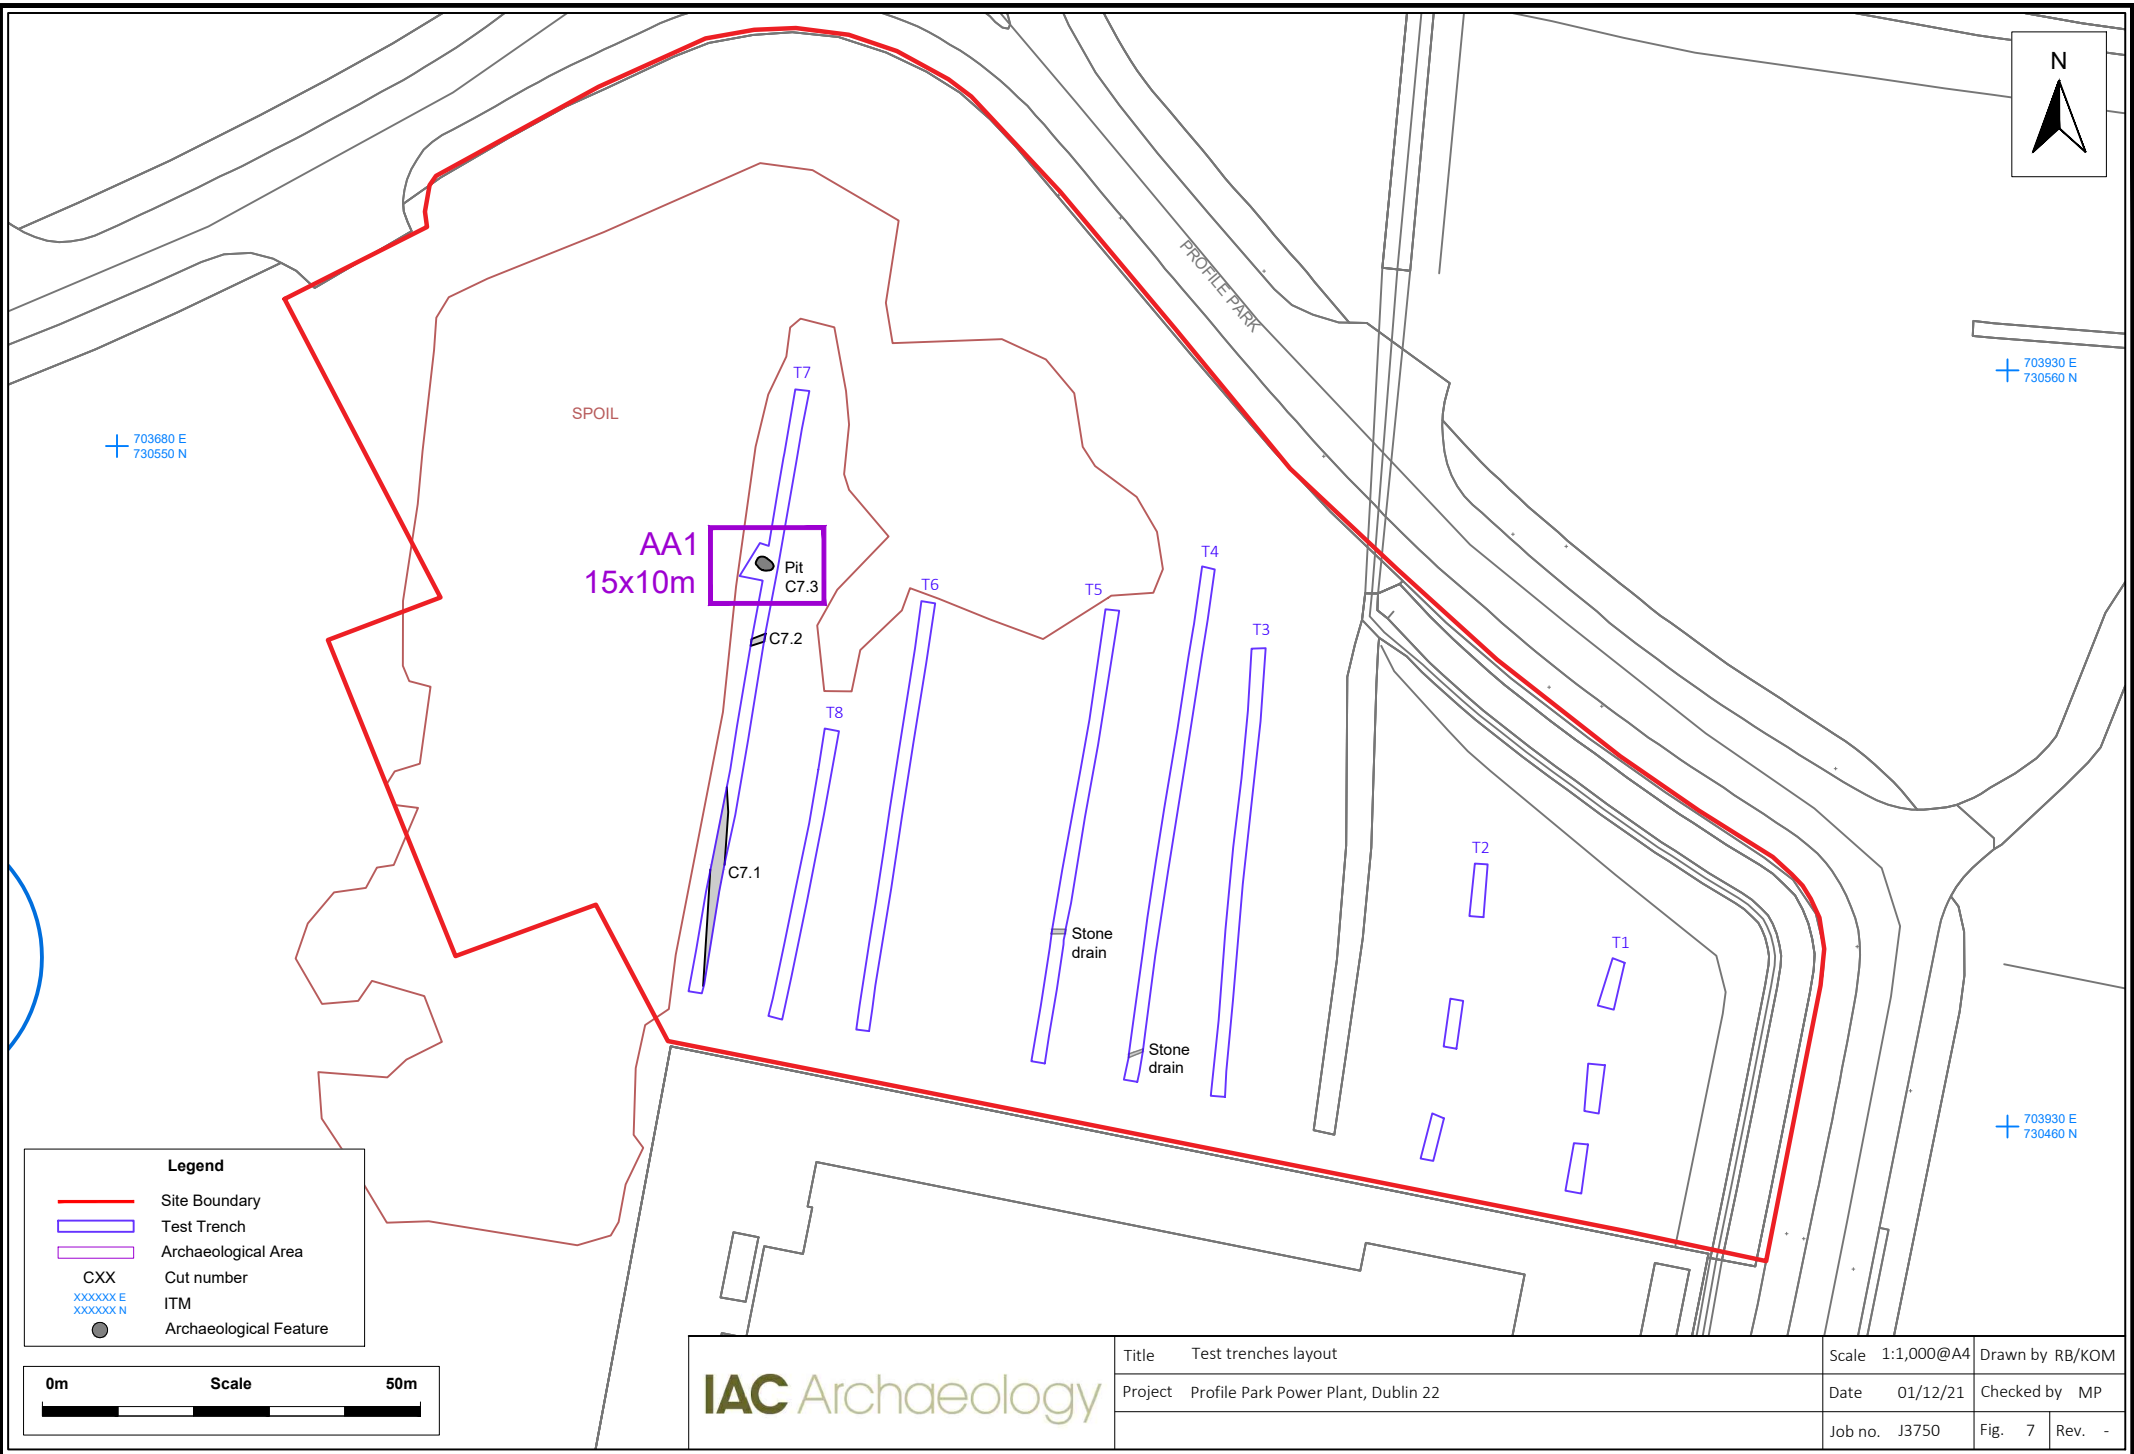 N
PROFILE PARK
703930 E
730560 N
T7
SPOIL
703680 E
730550 N
AA1
15x10m
Pit
C7.3
T4
T6
T5
T3
C7.2
T8
T2
C7.1
Stone
drain
T1
Stone
drain
703930 E
730460 N
Legend
Site Boundary
Test Trench
Archaeological Area
CXX Cut number
XXXXXX E
XXXXXX N
ITM
Archaeological Feature
0m Scale 50m
IAC Archaeology
Title Test trenches layout
Project Profile Park Power Plant, Dublin 22
Scale 1:1,000@A4 Drawn by RB/KOM
Date 01/12/21 Checked by MP
Job no. J3750 Fig. 7 Rev. -